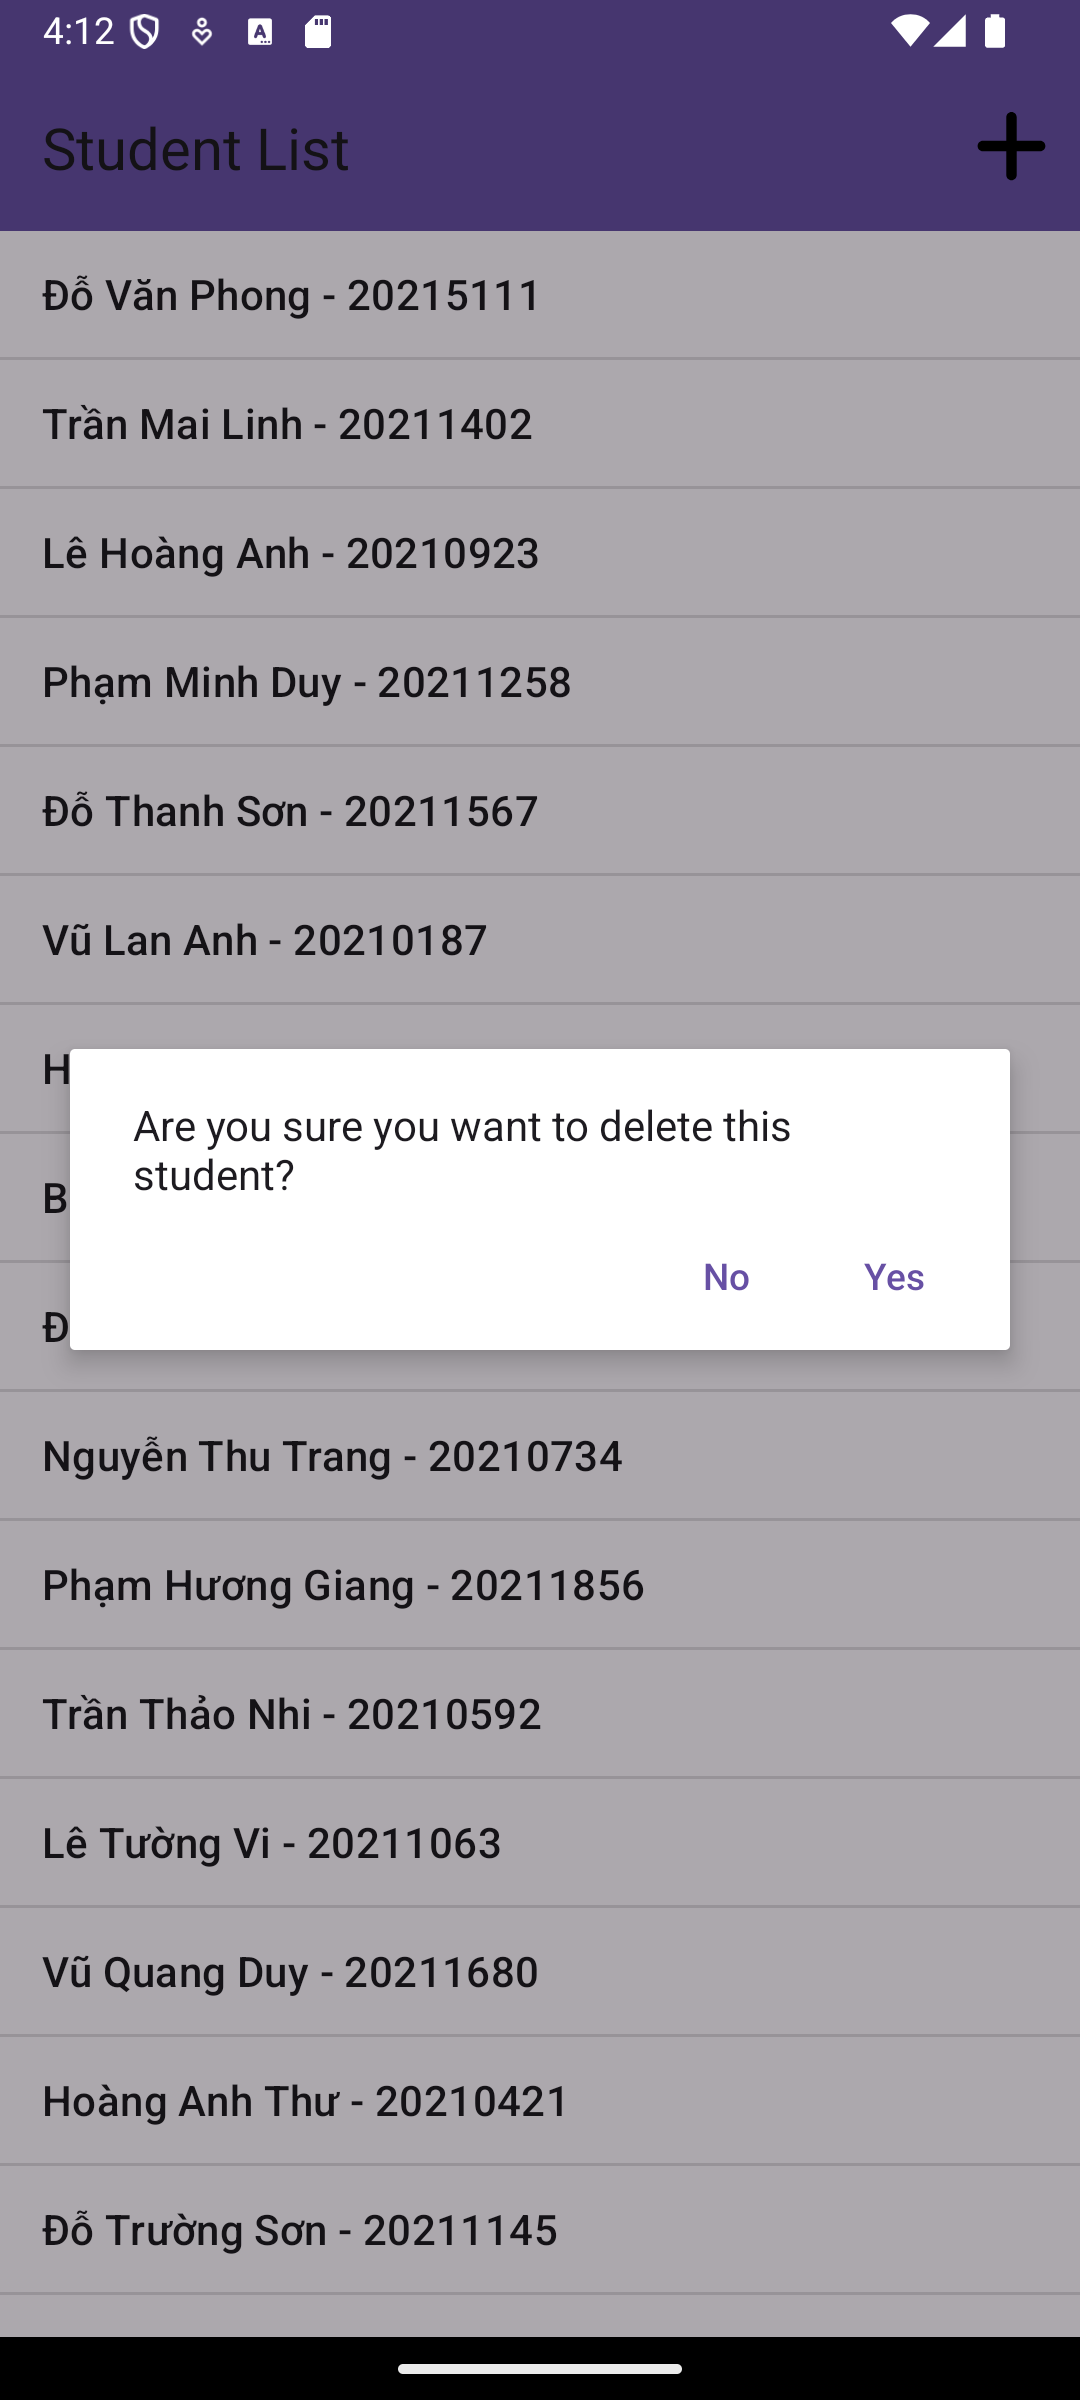 4:12
Student List
Đỗ Văn Phong - 20215111
Trần Mai Linh - 20211402
Lê Hoàng Anh - 20210923
Phạm Minh Duy - 20211258
Đỗ Thanh Sơn - 20211567
Vũ Lan Anh - 20210187
H
Are you sure you want to delete this
student?
B
No Yes
Đ
Nguyễn Thu Trang - 20210734
Phạm Hương Giang - 20211856
Trần Thảo Nhi - 20210592
Lê Tường Vi - 20211063
Vũ Quang Duy - 20211680
Hoàng Anh Thư - 20210421
Đỗ Trường Sơn - 20211145